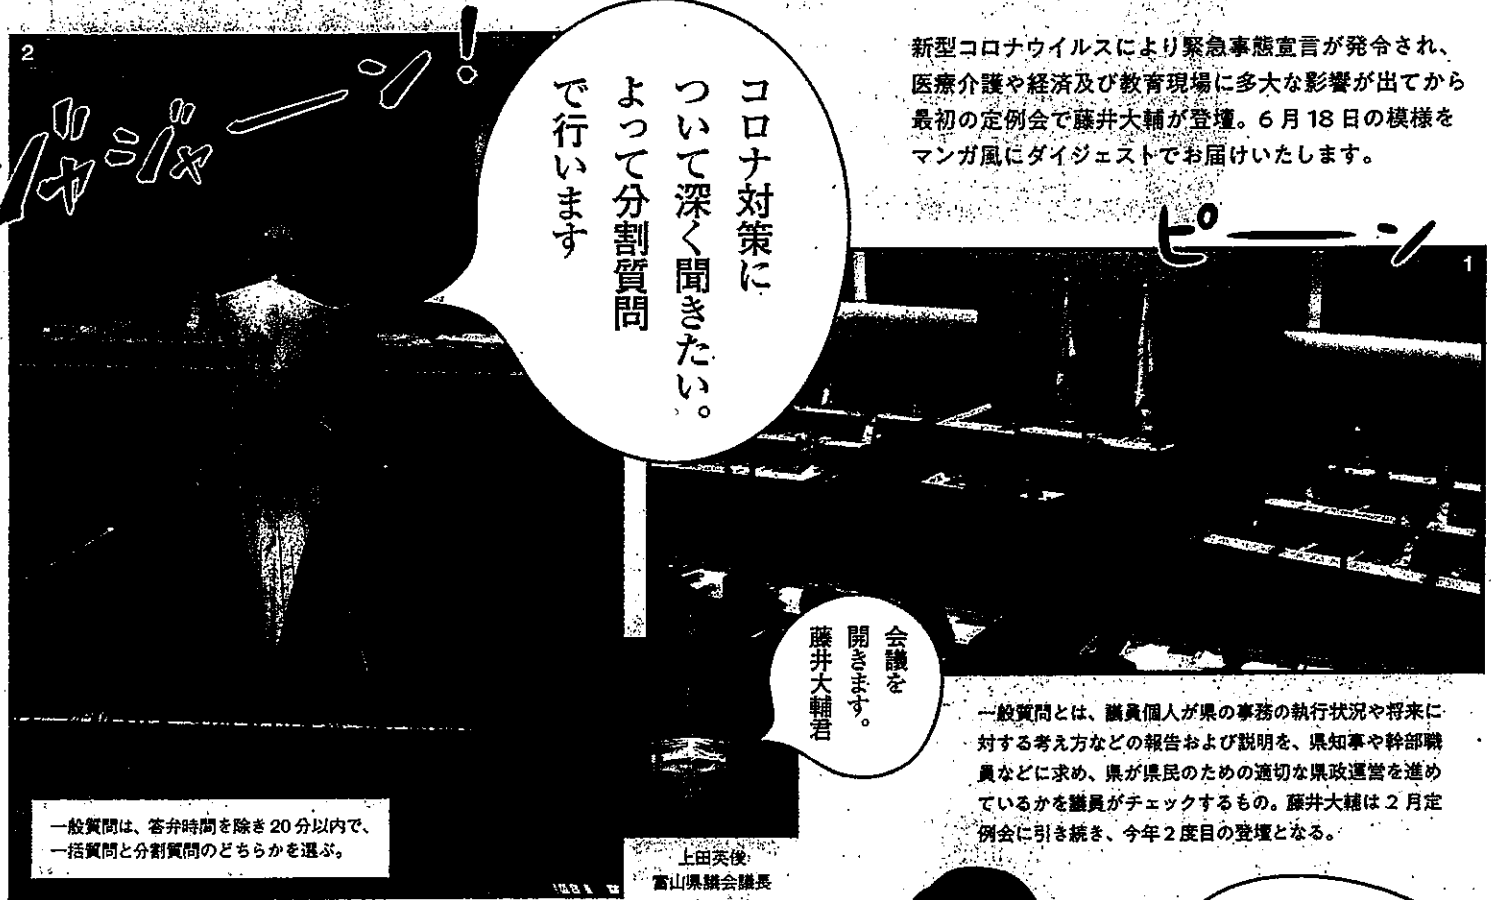 新型コロナウイルスにより緊急事態宣言が発令され、
医療介護や経済及び教育現場に多大な影響が出てから
最初の定例会で藤井大輔が登壇。6月18日の模様を
マンガ風にダイジェストでお届けいたします。
ピーン
1
会議を
開きます。
藤井大輔君
上田英俊
富山県議会議長
一般質問とは、議員個人が県の事務の執行状況や将来に
対する考え方などの報告および説明を、県知事や幹部職
員などに求め、県が県民のための適切な県政運営を進め
ているかを議員がチェックするもの。藤井大輔は2月定
例会に引き続き、今年2度目の登壇となる。
2
ジャジャーン!
コロナ対策に
ついて深く聞きたい。
よって分割質問
で行います
一般質問は、答弁時間を除き20分以内で、
一括質問と分割質問のどちらかを選ぶ。